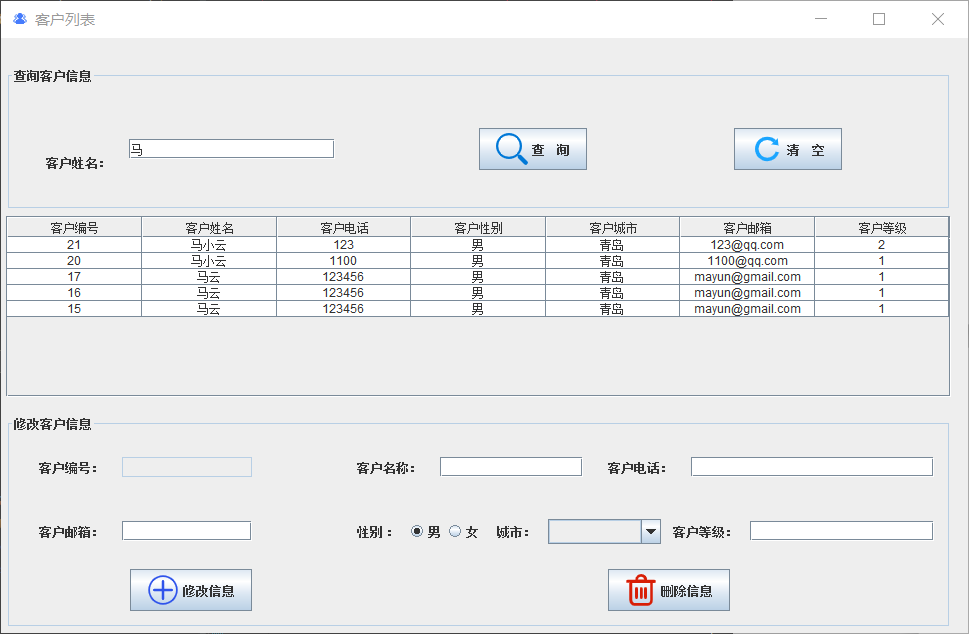 客户列表
查询客户信息
客户姓名： 马 查 询 清 空
客户编号 客户姓名 客户电话 客户性别 客户城市 客户邮箱 客户等级
21 马小云 123 男 青岛 123@qq.com 2
20 马小云 1100 男 青岛 1100@qq.com 1
17 马云 123456 男 青岛 mayun@gmail.com 1
16 马云 123456 男 青岛 mayun@gmail.com 1
15 马云 123456 男 青岛 mayun@gmail.com 1
修改客户信息
客户编号： 客户名称： 客户电话：
客户邮箱： 性别： 男 女 城市： 客户等级：
修改信息 删除信息